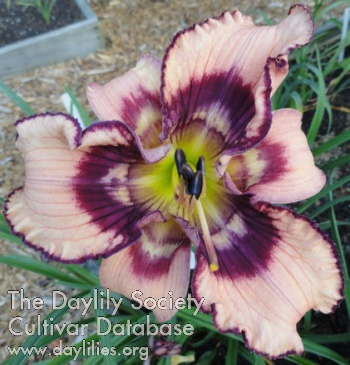 The Daylily Society
Cultivar Database
www.daylilies.org